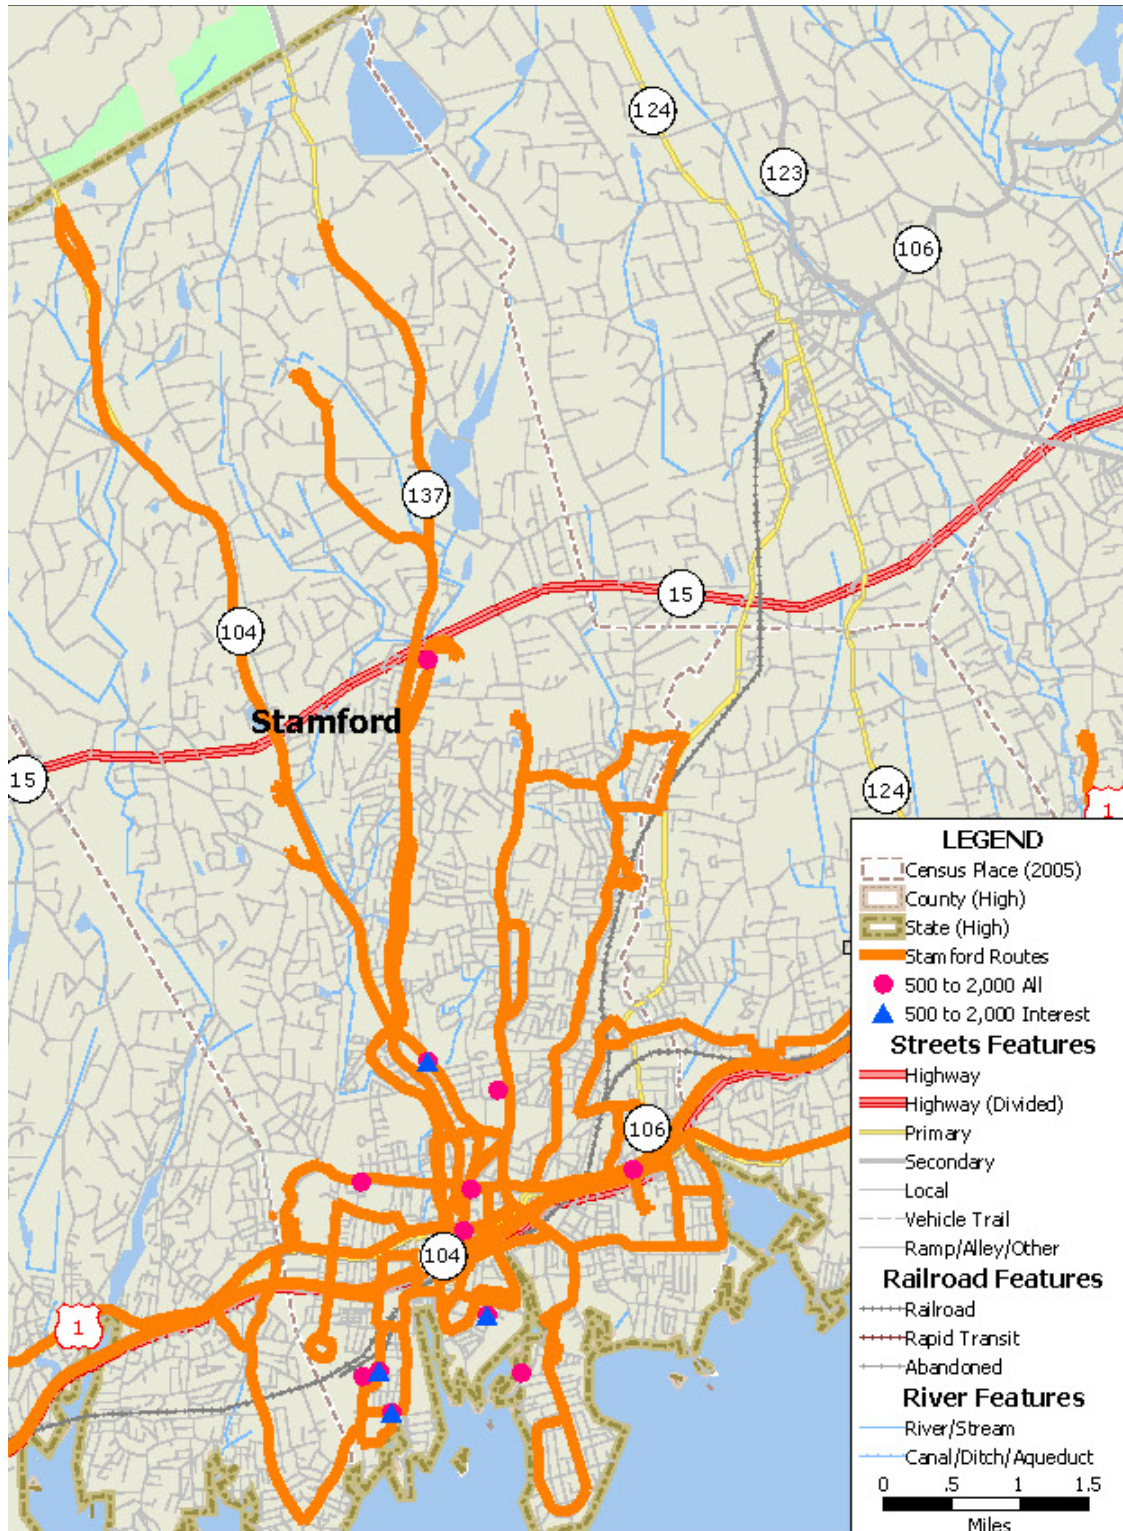 124
123
106
137
15
104
Stamford
15
124
1
106
104
1
LEGEND
Census Place (2005)
County (High)
State (High)
Stamford Routes
500 to 2,000 All
500 to 2,000 Interest
Streets Features
Highway
Highway (Divided)
Primary
Secondary
Local
Vehicle Trail
Ramp/Alley/Other
Railroad Features
Railroad
Rapid Transit
Abandoned
River Features
River/Stream
Canal/Ditch/Aqueduct
0 .5 1 1.5
Miles